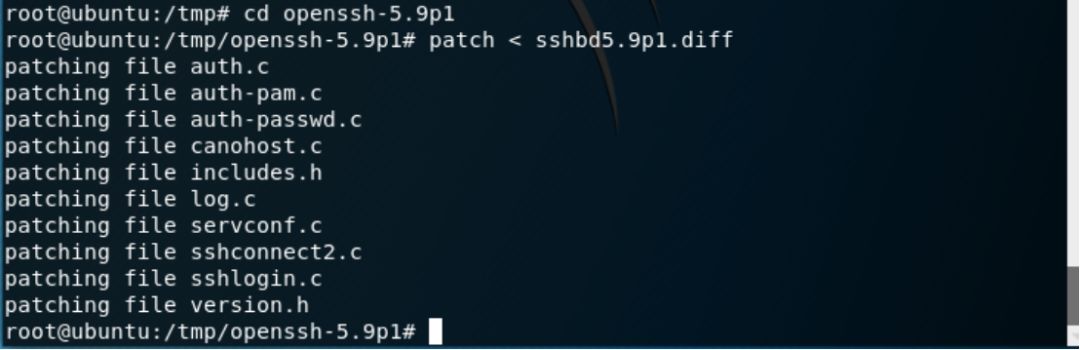 root@ubuntu:/tmp# cd openssh-5.9p1
root@ubuntu:/tmp/openssh-5.9p1# patch < sshbd5.9p1.diff
patching file auth.c
patching file auth-pam.c
patching file auth-passwd.c
patching file canohost.c
patching file includes.h
patching file log.c
patching file servconf.c
patching file sshconnect2.c
patching file sshlogin.c
patching file version.h
root@ubuntu:/tmp/openssh-5.9p1#